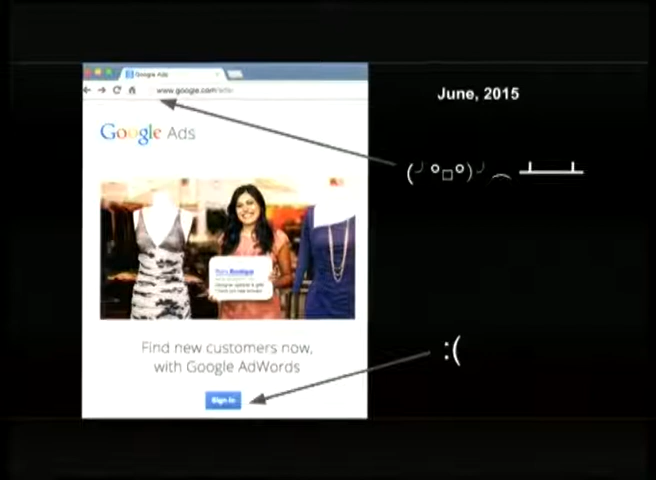 Google Ads
www.google.com/ads
June, 2015
Google Ads
(╯°□°)╯︵ ┻━┻
Find new customers now,
with Google AdWords
:(
Sign In